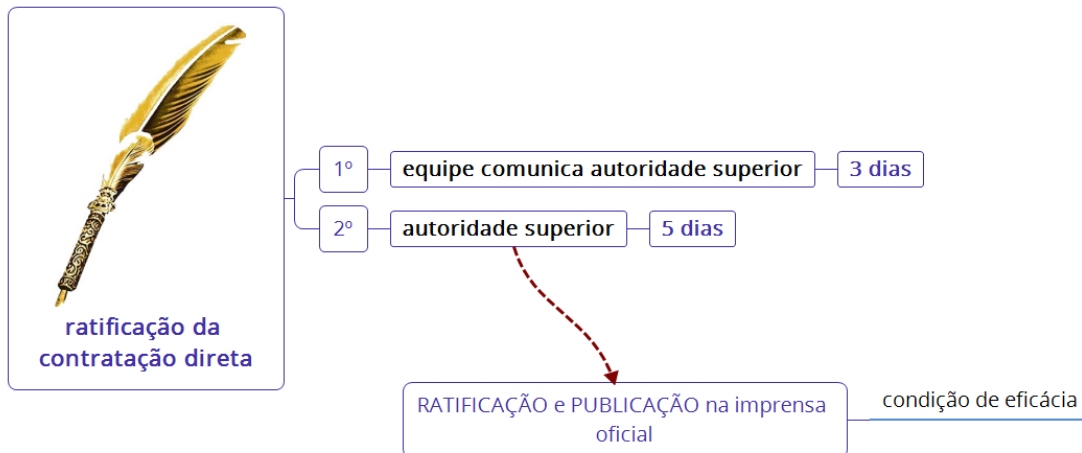 ratificação da
contratação direta
1º
equipe comunica autoridade superior
3 dias
2º
autoridade superior
5 dias
RATIFICAÇÃO e PUBLICAÇÃO na imprensa
oficial
condição de eficácia